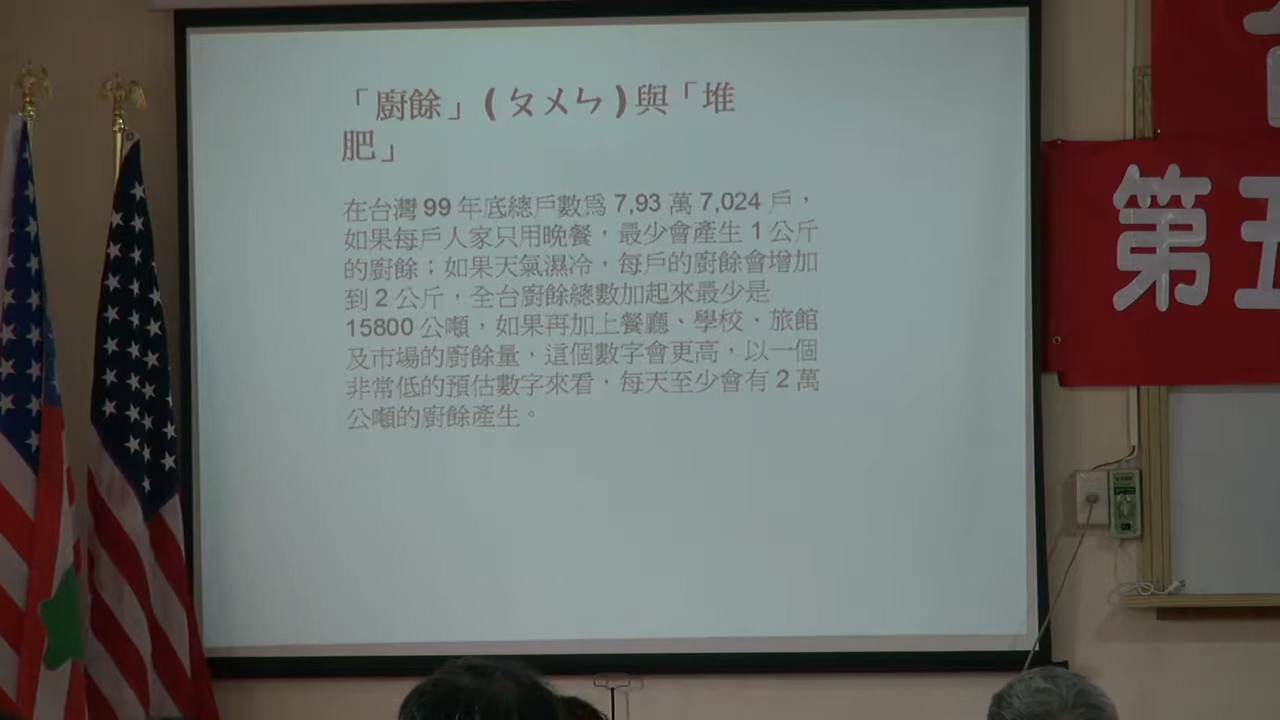 「廚餘」(ㄆㄨㄣ)與「堆
肥」
在台灣 99 年底總戶數為 7,93 萬 7,024 戶，
如果每戶人家只用晚餐，最少會產生 1 公斤
的廚餘；如果天氣濕冷，每戶的廚餘會增加
到 2 公斤，全台廚餘總數加起來最少是
15800 公噸，如果再加上餐廳、學校、旅館
及市場的廚餘量，這個數字會更高，以一個
非常低的預估數字來看，每天至少會有 2 萬
公噸的廚餘產生。
第五